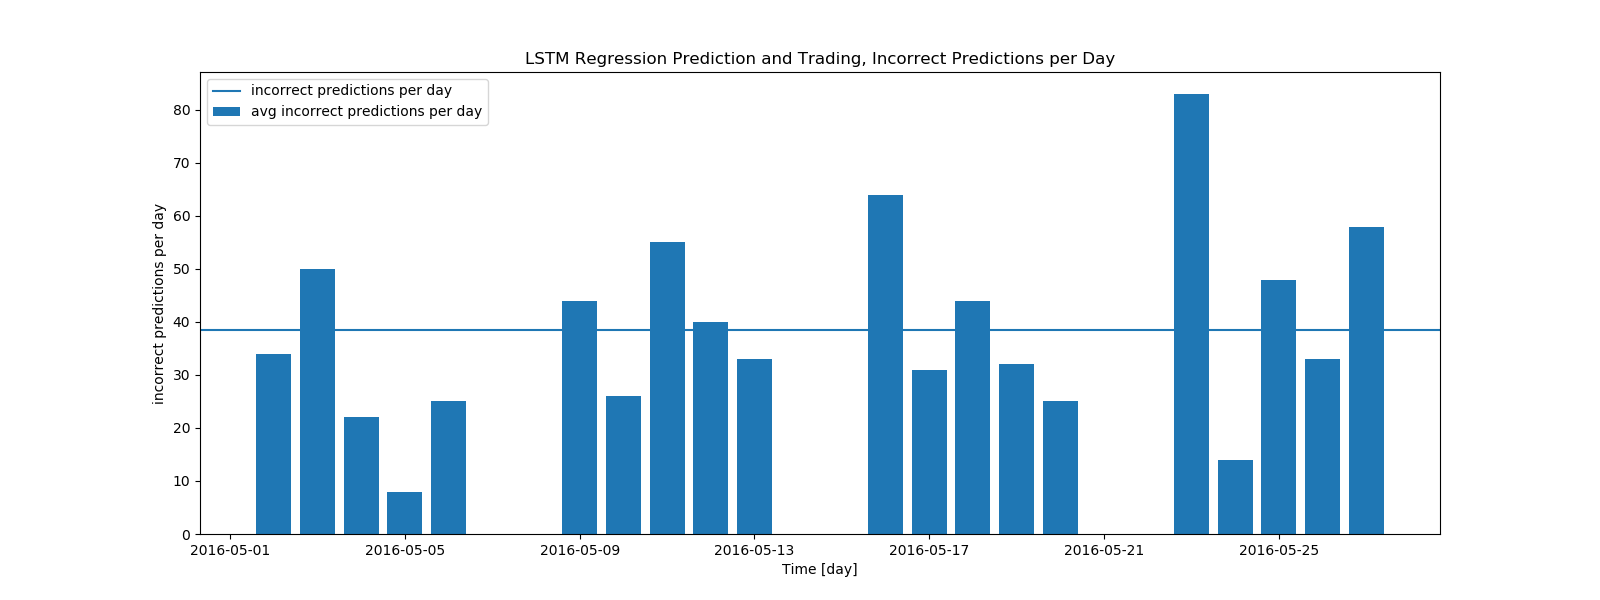 LSTM Regression Prediction and Trading, Incorrect Predictions per Day
incorrect predictions per day
avg incorrect predictions per day
incorrect predictions per day
80
70
60
50
40
30
20
10
0
2016-05-01 2016-05-05 2016-05-09 2016-05-13 2016-05-17 2016-05-21 2016-05-25
Time [day]